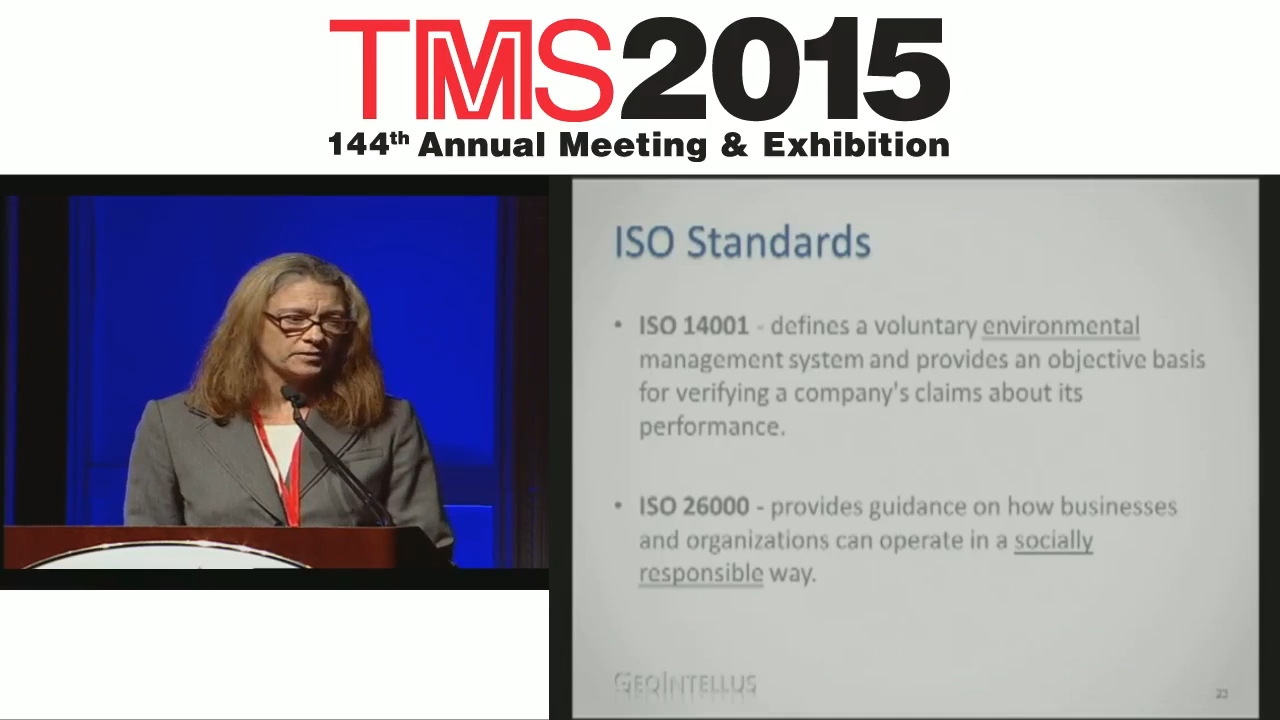 TMS2015
144th Annual Meeting & Exhibition
ISO Standards
• ISO 14001 - defines a voluntary environmental
management system and provides an objective basis
for verifying a company's claims about its
performance.
• ISO 26000 - provides guidance on how businesses
and organizations can operate in a socially
responsible way.
GEOINTELLUS
23